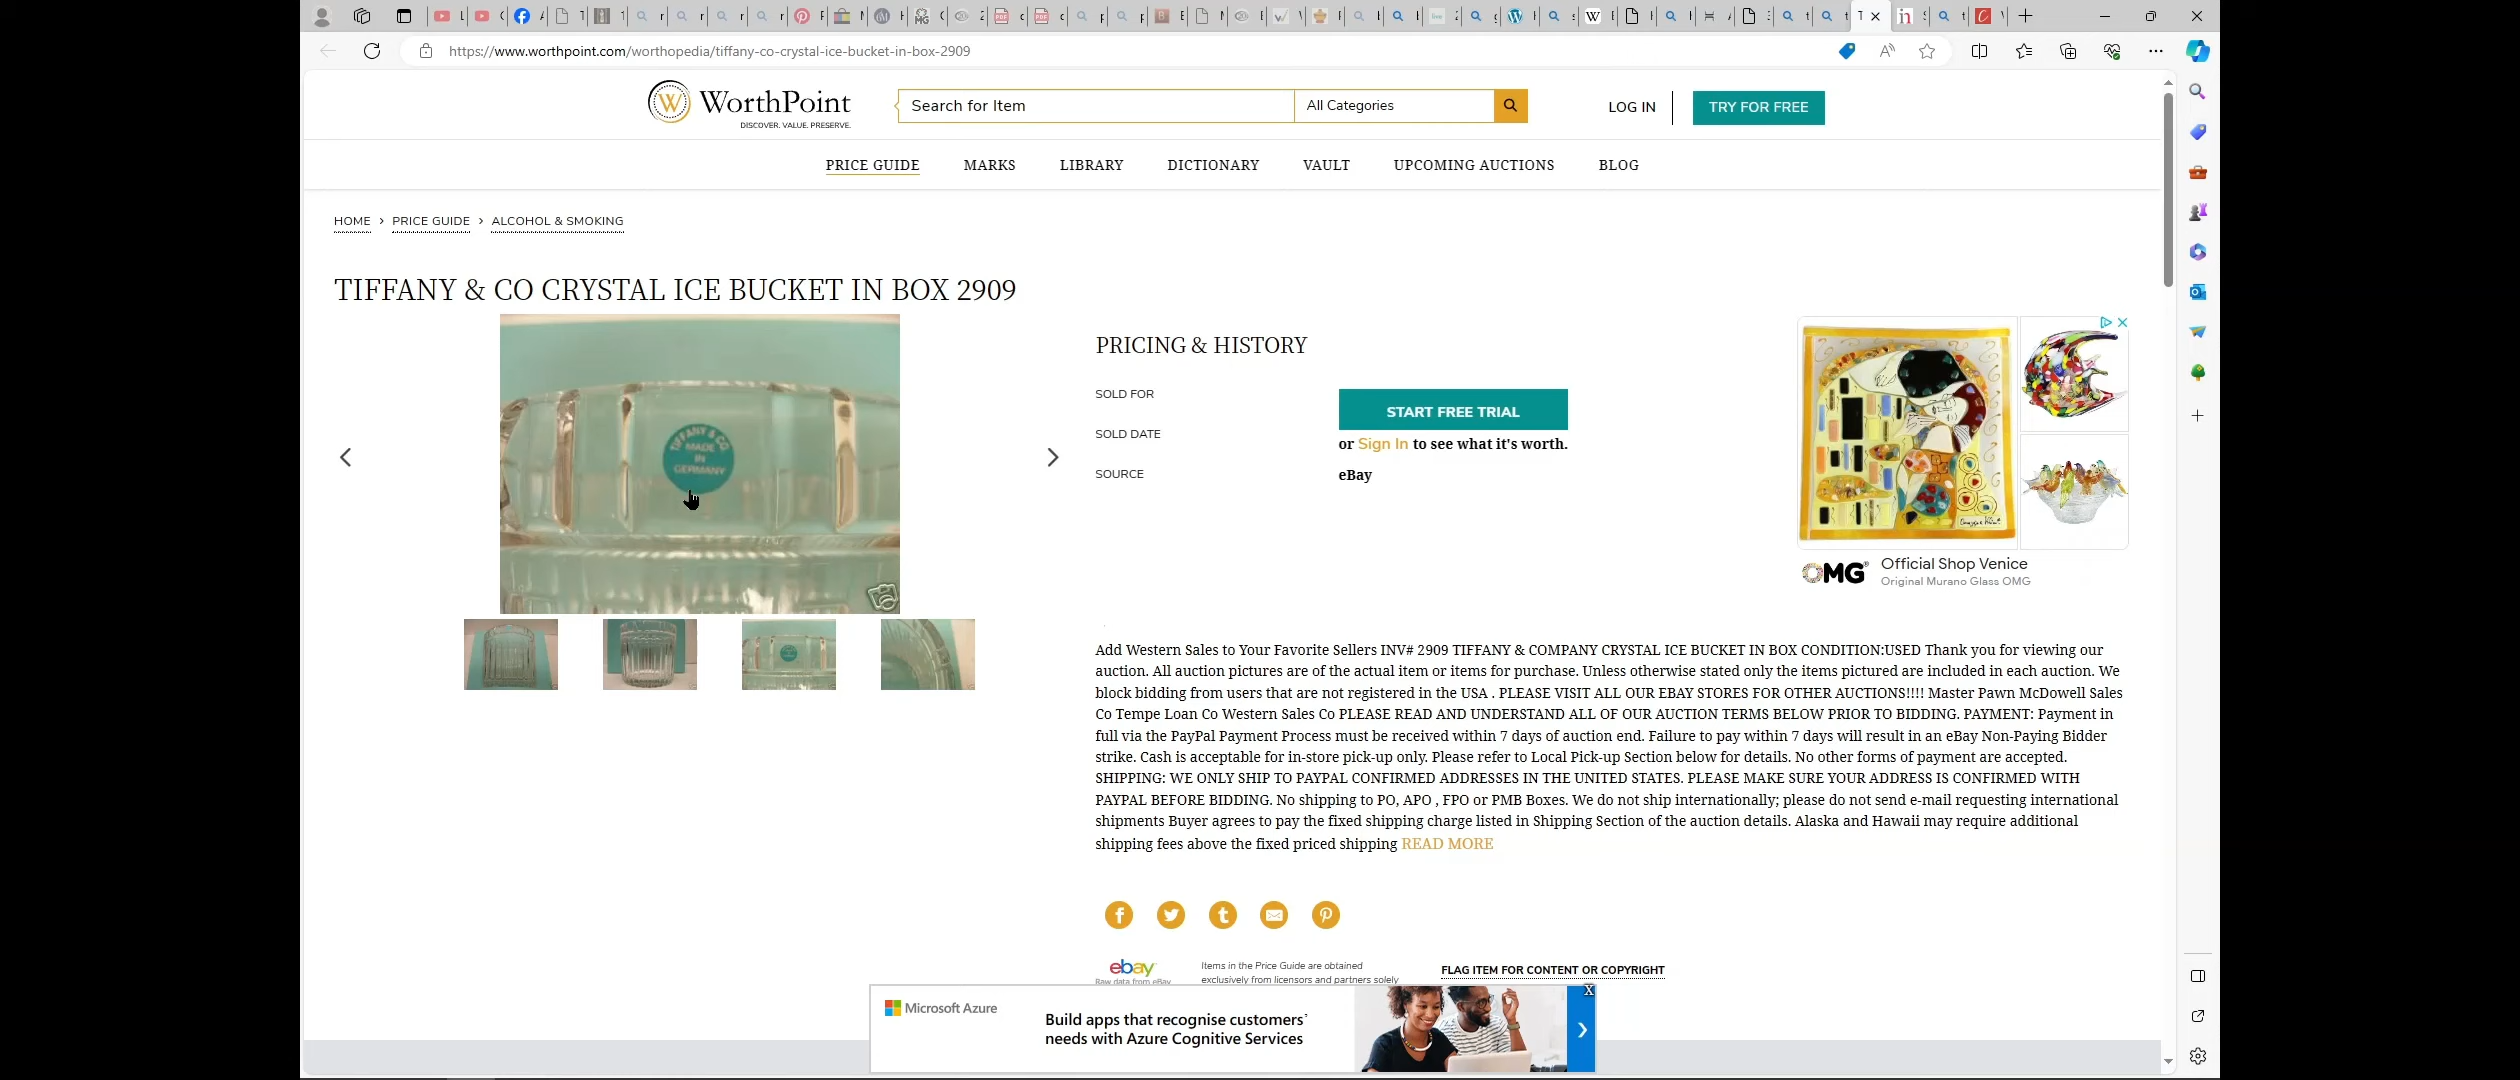 https://www.worthpoint.com/worthopedia/tiffany-co-crystal-ice-bucket-in-box-2909
WorthPoint
DISCOVER. VALUE. PRESERVE.
Search for Item
All Categories
LOG IN
TRY FOR FREE
PRICE GUIDE
MARKS
LIBRARY
DICTIONARY
VAULT
UPCOMING AUCTIONS
BLOG
HOME > PRICE GUIDE > ALCOHOL & SMOKING
TIFFANY & CO CRYSTAL ICE BUCKET IN BOX 2909
TIFFANY & CO
MADE
IN
GERMANY
PRICING & HISTORY
SOLD FOR
START FREE TRIAL
SOLD DATE
or Sign In to see what it's worth.
SOURCE
eBay
OMG
Official Shop Venice
Original Murano Glass OMG
Add Western Sales to Your Favorite Sellers INV# 2909 TIFFANY & COMPANY CRYSTAL ICE BUCKET IN BOX CONDITION:USED Thank you for viewing our
auction. All auction pictures are of the actual item or items for purchase. Unless otherwise stated only the items pictured are included in each auction. We
block bidding from users that are not registered in the USA . PLEASE VISIT ALL OUR EBAY STORES FOR OTHER AUCTIONS!!!! Master Pawn McDowell Sales
Co Tempe Loan Co Western Sales Co PLEASE READ AND UNDERSTAND ALL OF OUR AUCTION TERMS BELOW PRIOR TO BIDDING. PAYMENT: Payment in
full via the PayPal Payment Process must be received within 7 days of auction end. Failure to pay within 7 days will result in an eBay Non-Paying Bidder
strike. Cash is acceptable for in-store pick-up only. Please refer to Local Pick-up Section below for details. No other forms of payment are accepted.
SHIPPING: WE ONLY SHIP TO PAYPAL CONFIRMED ADDRESSES IN THE UNITED STATES. PLEASE MAKE SURE YOUR ADDRESS IS CONFIRMED WITH
PAYPAL BEFORE BIDDING. No shipping to PO, APO , FPO or PMB Boxes. We do not ship internationally; please do not send e-mail requesting international
shipments Buyer agrees to pay the fixed shipping charge listed in Shipping Section of the auction details. Alaska and Hawaii may require additional
shipping fees above the fixed priced shipping READ MORE
ebay
Raw data from eBay
Items in the Price Guide are obtained
exclusively from licensors and partners solely
FLAG ITEM FOR CONTENT OR COPYRIGHT
Microsoft Azure
Build apps that recognise customers'
needs with Azure Cognitive Services